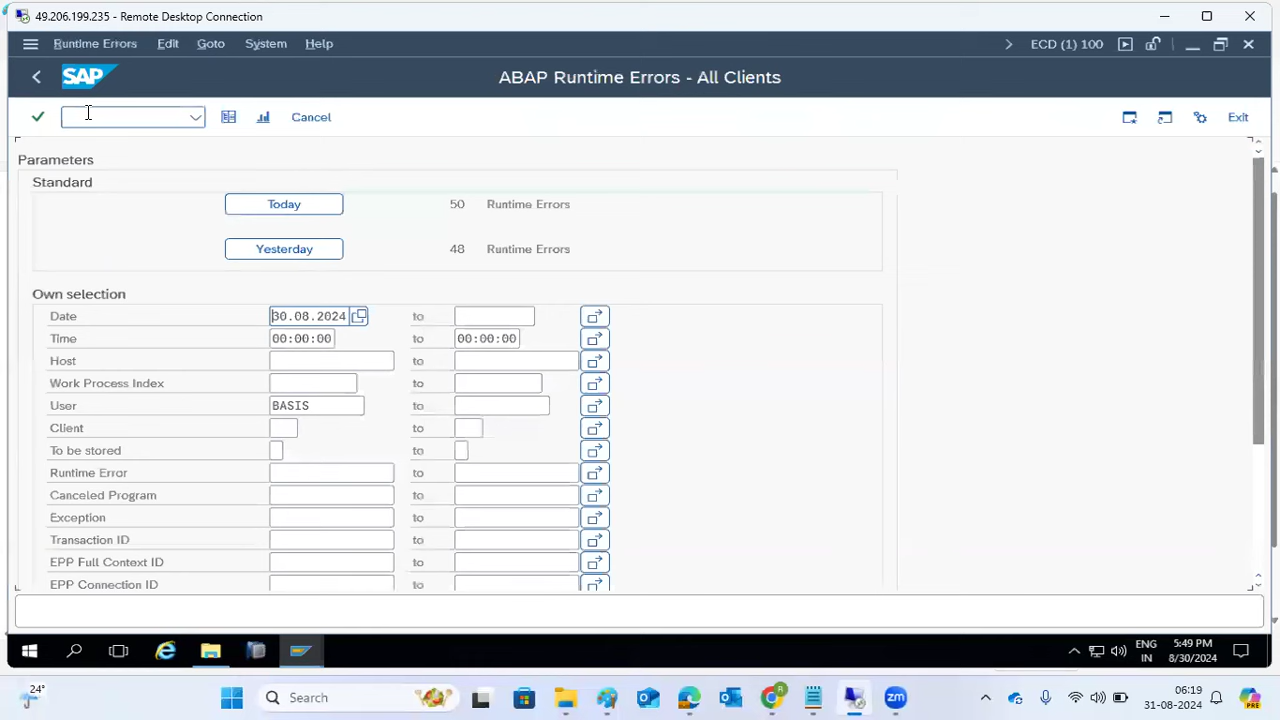 49.206.199.235 - Remote Desktop Connection
Runtime Errors Edit Goto System Help ECD (1) 100
SAP ABAP Runtime Errors - All Clients
Cancel Exit
Parameters
Standard
Today 50 Runtime Errors
Yesterday 48 Runtime Errors
Own selection
Date 30.08.2024 to
Time 00:00:00 to 00:00:00
Host to
Work Process Index to
User BASIS to
Client to
To be stored to
Runtime Error to
Canceled Program to
Exception to
Transaction ID to
EPP Full Context ID to
EPP Connection ID to
ENG 5:49 PM
IN 8/30/2024
24° Search zm 06:19
31-08-2024 PRE